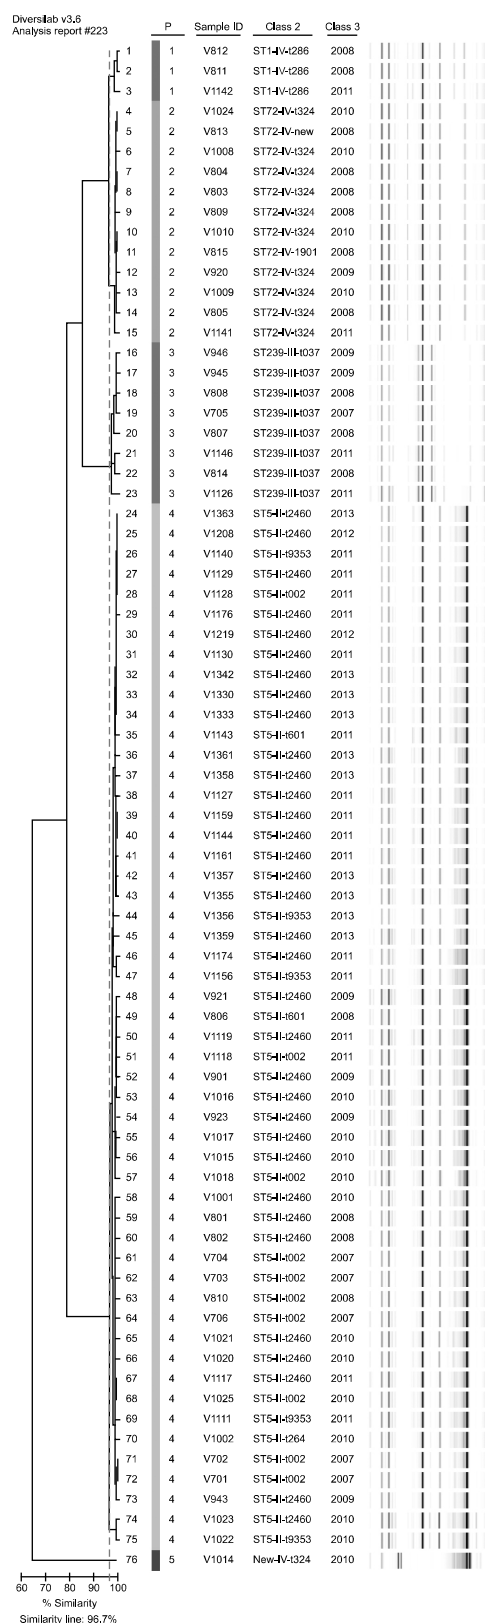 Diversilab v3.6
Analysis report #223
P Sample ID Class 2 Class 3
1 1 V812 ST1-IV-t286 2008
2 1 V811 ST1-IV-t286 2008
3 1 V1142 ST1-IV-t286 2011
4 2 V1024 ST72-IV-t324 2010
5 2 V813 ST72-IV-new 2008
6 2 V1008 ST72-IV-t324 2010
7 2 V804 ST72-IV-t324 2008
8 2 V803 ST72-IV-t324 2008
9 2 V809 ST72-IV-t324 2008
10 2 V1010 ST72-IV-t324 2010
11 2 V815 ST72-IV-1901 2008
12 2 V920 ST72-IV-t324 2009
13 2 V1009 ST72-IV-t324 2010
14 2 V805 ST72-IV-t324 2008
15 2 V1141 ST72-IV-t324 2011
16 3 V946 ST239-III-t037 2009
17 3 V945 ST239-III-t037 2009
18 3 V808 ST239-III-t037 2008
19 3 V705 ST239-III-t037 2007
20 3 V807 ST239-III-t037 2008
21 3 V1146 ST239-III-t037 2011
22 3 V814 ST239-III-t037 2008
23 3 V1126 ST239-III-t037 2011
24 4 V1363 ST5-II-t2460 2013
25 4 V1208 ST5-II-t2460 2012
26 4 V1140 ST5-II-t9353 2011
27 4 V1129 ST5-II-t2460 2011
28 4 V1128 ST5-II-t002 2011
29 4 V1176 ST5-II-t2460 2011
30 4 V1219 ST5-II-t2460 2012
31 4 V1130 ST5-II-t2460 2011
32 4 V1342 ST5-II-t2460 2013
33 4 V1330 ST5-II-t2460 2013
34 4 V1333 ST5-II-t2460 2013
35 4 V1143 ST5-II-t601 2011
36 4 V1361 ST5-II-t2460 2013
37 4 V1358 ST5-II-t2460 2013
38 4 V1127 ST5-II-t2460 2011
39 4 V1159 ST5-II-t2460 2011
40 4 V1144 ST5-II-t2460 2011
41 4 V1161 ST5-II-t2460 2011
42 4 V1357 ST5-II-t2460 2013
43 4 V1355 ST5-II-t2460 2013
44 4 V1356 ST5-II-t9353 2013
45 4 V1359 ST5-II-t2460 2013
46 4 V1174 ST5-II-t2460 2011
47 4 V1156 ST5-II-t9353 2011
48 4 V921 ST5-II-t2460 2009
49 4 V806 ST5-II-t601 2008
50 4 V1119 ST5-II-t2460 2011
51 4 V1118 ST5-II-t002 2011
52 4 V901 ST5-II-t2460 2009
53 4 V1016 ST5-II-t2460 2010
54 4 V923 ST5-II-t2460 2009
55 4 V1017 ST5-II-t2460 2010
56 4 V1015 ST5-II-t2460 2010
57 4 V1018 ST5-II-t002 2010
58 4 V1001 ST5-II-t2460 2010
59 4 V801 ST5-II-t2460 2008
60 4 V802 ST5-II-t2460 2008
61 4 V704 ST5-II-t002 2007
62 4 V703 ST5-II-t002 2007
63 4 V810 ST5-II-t002 2008
64 4 V706 ST5-II-t002 2007
65 4 V1021 ST5-II-t2460 2010
66 4 V1020 ST5-II-t2460 2010
67 4 V1117 ST5-II-t2460 2011
68 4 V1025 ST5-II-t002 2010
69 4 V1111 ST5-II-t9353 2011
70 4 V1002 ST5-II-t264 2010
71 4 V702 ST5-II-t002 2007
72 4 V701 ST5-II-t002 2007
73 4 V943 ST5-II-t2460 2009
74 4 V1023 ST5-II-t2460 2010
75 4 V1022 ST5-II-t9353 2010
76 5 V1014 New-IV-t324 2010
60 70 80 90 100
% Similarity
Similarity line: 96.7%